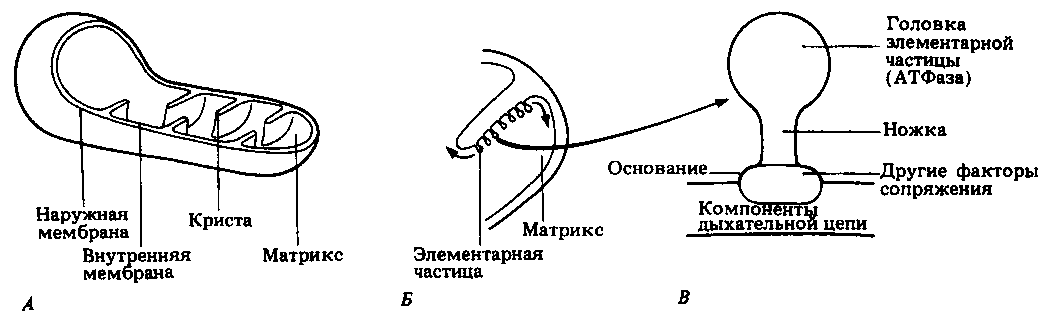 Наружная
мембрана
Внутренняя
мембрана
Криста
Матрикс
А
Элементарная
частица
Матрикс
Б
Головка
элементарной
частицы
(АТФаза)
Ножка
Основание
Другие факторы
сопряжения
Компоненты
дыхательной цепи
В